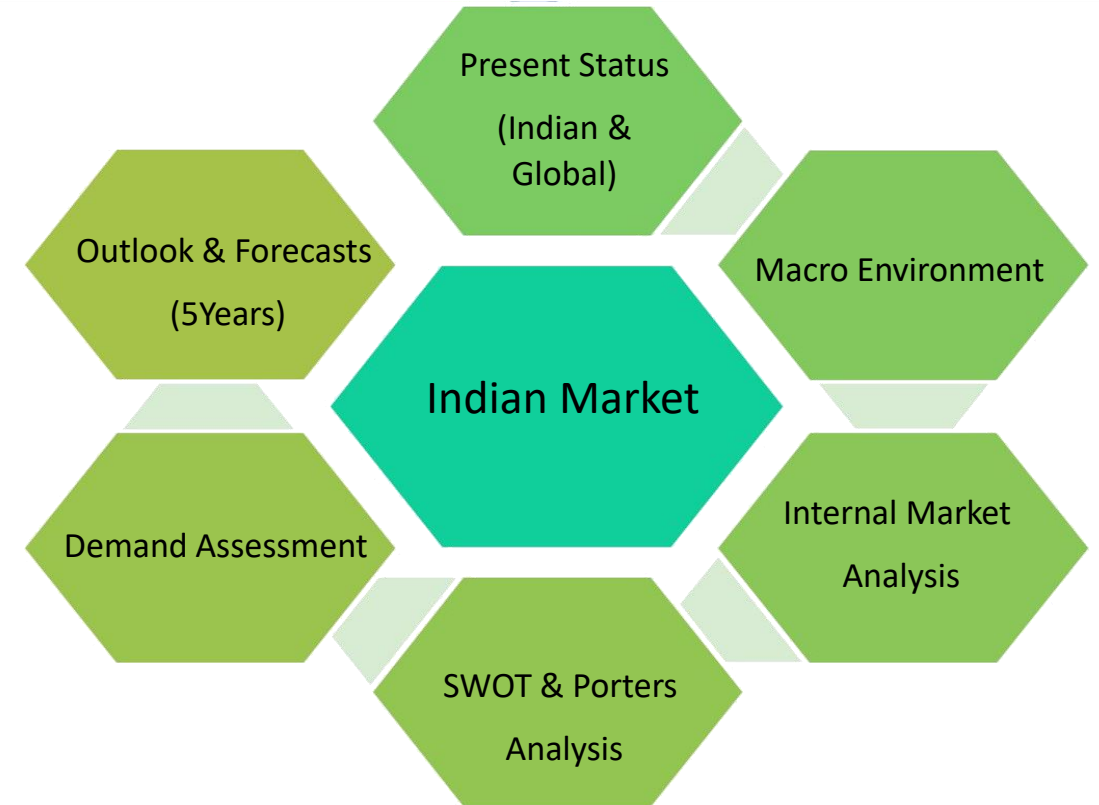 Present Status
(Indian &
Global)
Macro Environment
Internal Market
Analysis
SWOT & Porters
Analysis
Demand Assessment
Outlook & Forecasts
(5Years)
Indian Market